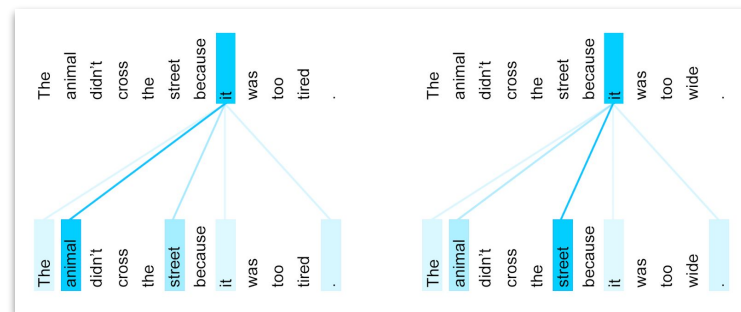 The animal didn't cross the street because it was too tired .
The animal didn't cross the street because it was too wide .
The animal didn't cross the street because it was too tired .
The animal didn't cross the street because it was too wide .